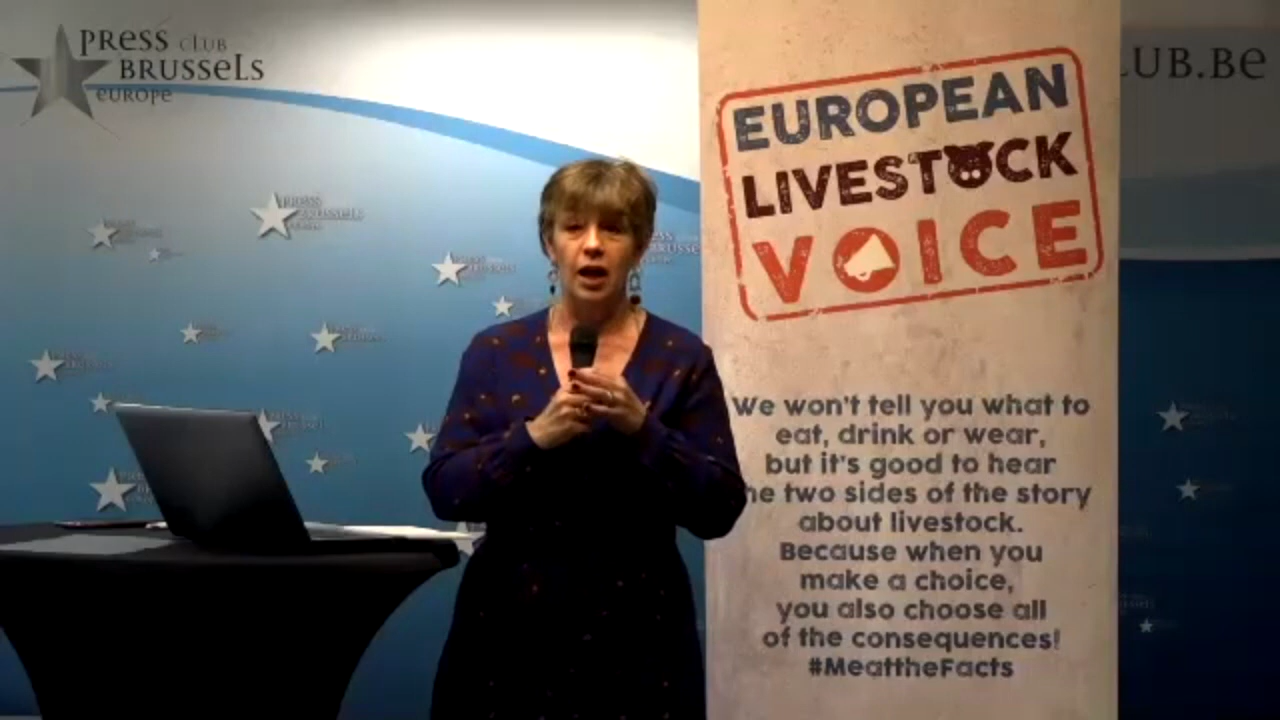 PRESS CLUB
BRUSSELS
EUROPE
LUB.BE
EUROPEAN
LIVESTOCK
VOICE
We won't tell you what to
eat, drink or wear,
but it's good to hear
he two sides of the story
about livestock.
Because when you
make a choice,
you also choose all
of the consequences!
#MeattheFacts